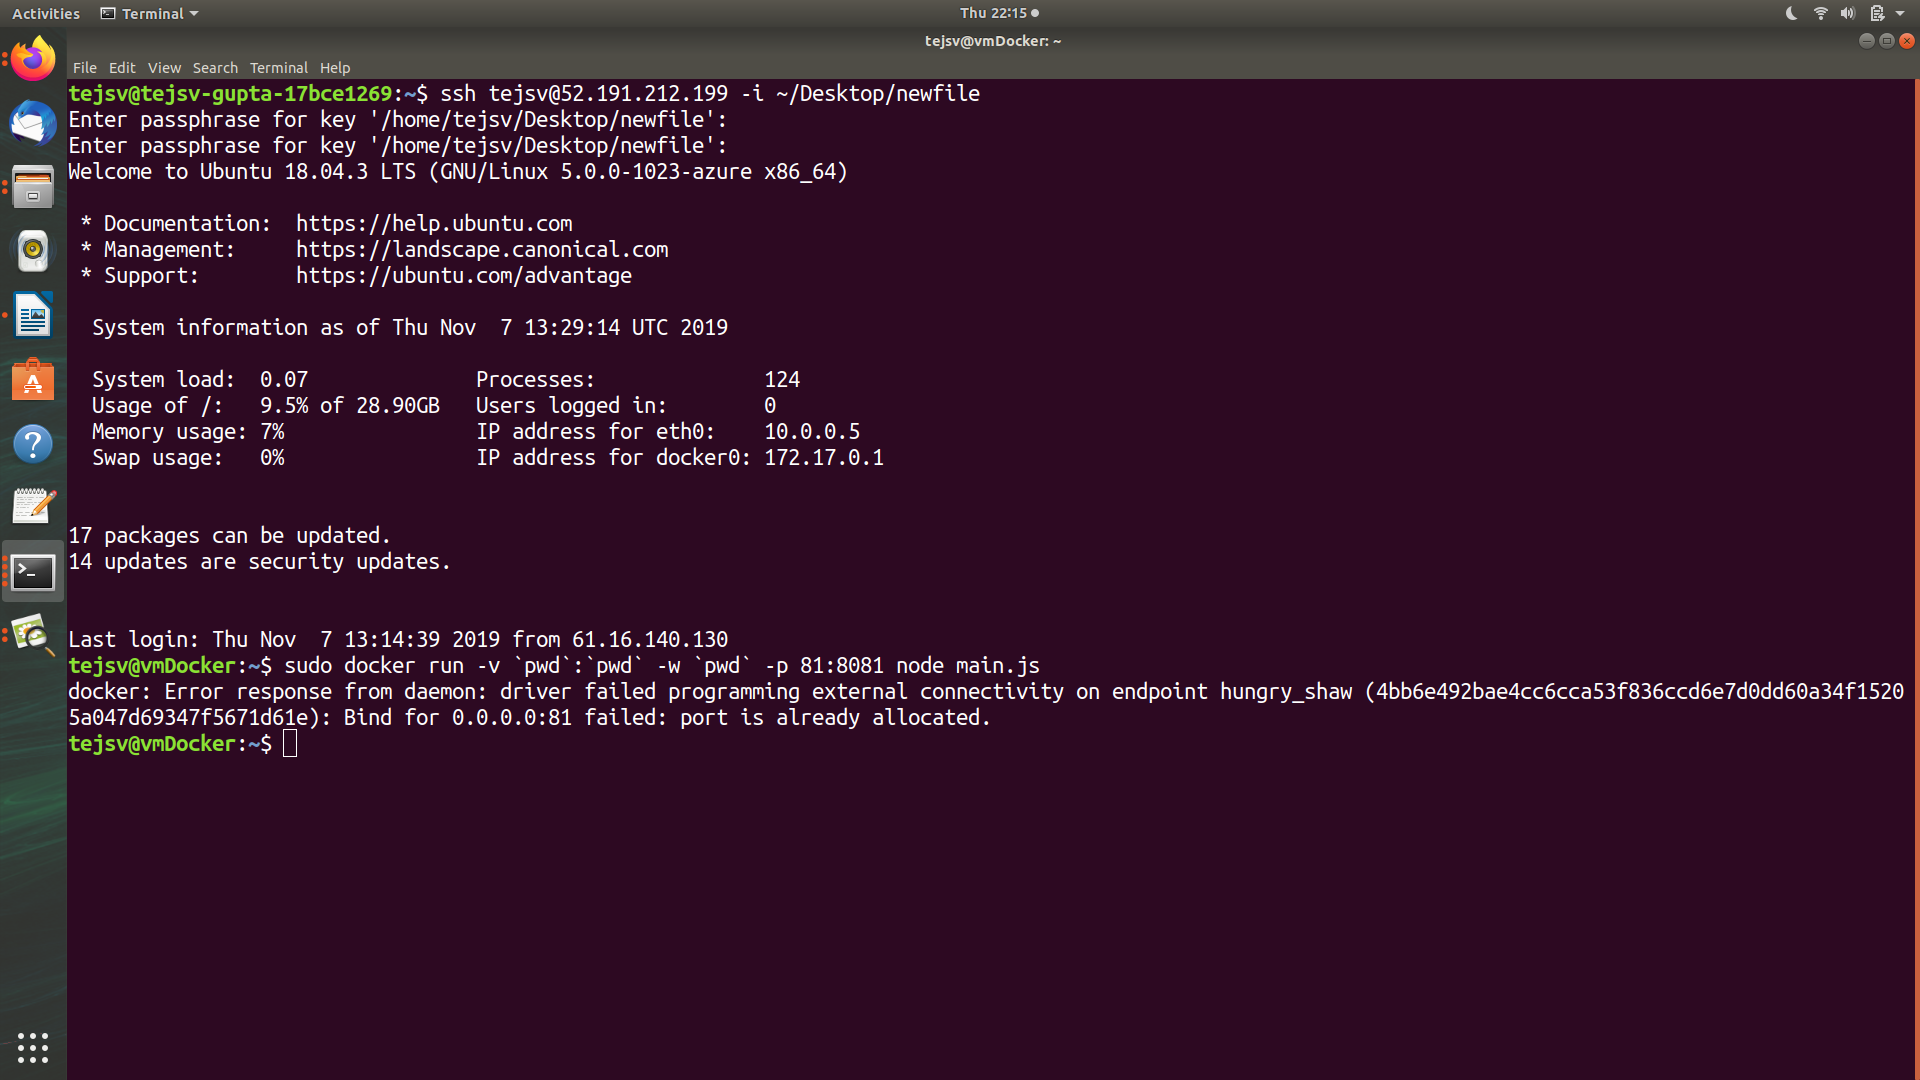 Activities Terminal Thu 22:15
tejsv@vmDocker: ~
File Edit View Search Terminal Help
tejsv@tejsv-gupta-17bce1269:~$ ssh tejsv@52.191.212.199 -i ~/Desktop/newfile
Enter passphrase for key '/home/tejsv/Desktop/newfile':
Enter passphrase for key '/home/tejsv/Desktop/newfile':
Welcome to Ubuntu 18.04.3 LTS (GNU/Linux 5.0.0-1023-azure x86_64)
* Documentation: https://help.ubuntu.com
* Management: https://landscape.canonical.com
* Support: https://ubuntu.com/advantage
System information as of Thu Nov 7 13:29:14 UTC 2019
System load: 0.07 Processes: 124
Usage of /: 9.5% of 28.90GB Users logged in: 0
Memory usage: 7% IP address for eth0: 10.0.0.5
Swap usage: 0% IP address for docker0: 172.17.0.1
17 packages can be updated.
14 updates are security updates.
Last login: Thu Nov 7 13:14:39 2019 from 61.16.140.130
tejsv@vmDocker:~$ sudo docker run -v `pwd`:`pwd` -w `pwd` -p 81:8081 node main.js
docker: Error response from daemon: driver failed programming external connectivity on endpoint hungry_shaw (4bb6e492bae4cc6cca53f836ccd6e7d0dd60a34f1520
5a047d69347f5671d61e): Bind for 0.0.0.0:81 failed: port is already allocated.
tejsv@vmDocker:~$